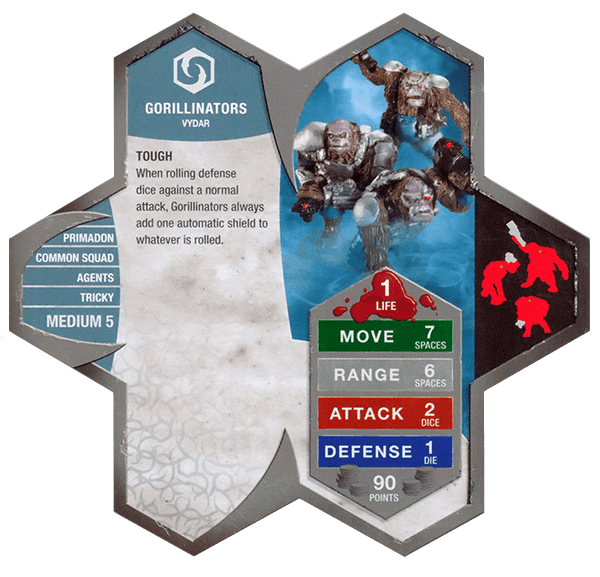 GORILLINATORS
VYDAR
TOUGH
When rolling defense
dice against a normal
attack, Gorillinators always
add one automatic shield to
whatever is rolled.
PRIMADON
COMMON SQUAD
AGENTS
TRICKY
MEDIUM 5
1
LIFE
MOVE 7
SPACES
RANGE 6
SPACES
ATTACK 2
DICE
DEFENSE 1
DIE
90
POINTS